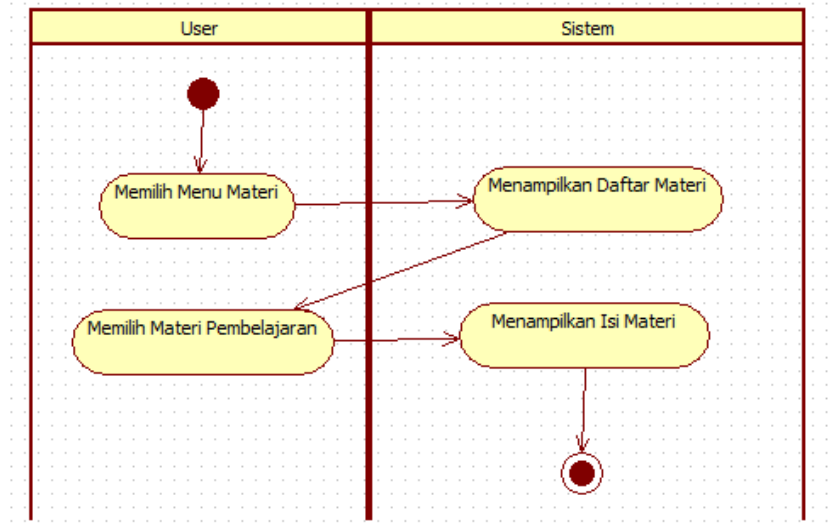 User
Sistem
Memilih Menu Materi
Menampilkan Daftar Materi
Memilih Materi Pembelajaran
Menampilkan Isi Materi